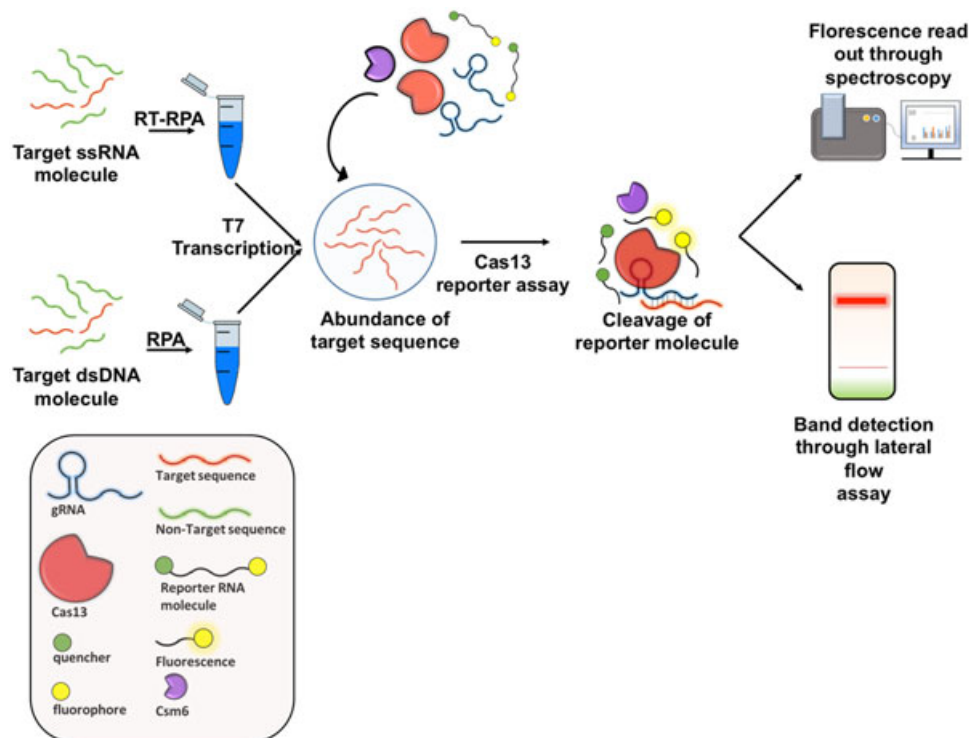 Target ssRNA
molecule
RT-RPA
Target dsDNA
molecule
RPA
T7
Transcription
Abundance of
target sequence
Cas13
reporter assay
Cleavage of
reporter molecule
Florescence read
out through
spectroscopy
Band detection
through lateral
flow
assay
gRNA
Target sequence
Non-Target sequence
Cas13
Reporter RNA
molecule
quencher
Fluorescence
fluorophore
Csm6